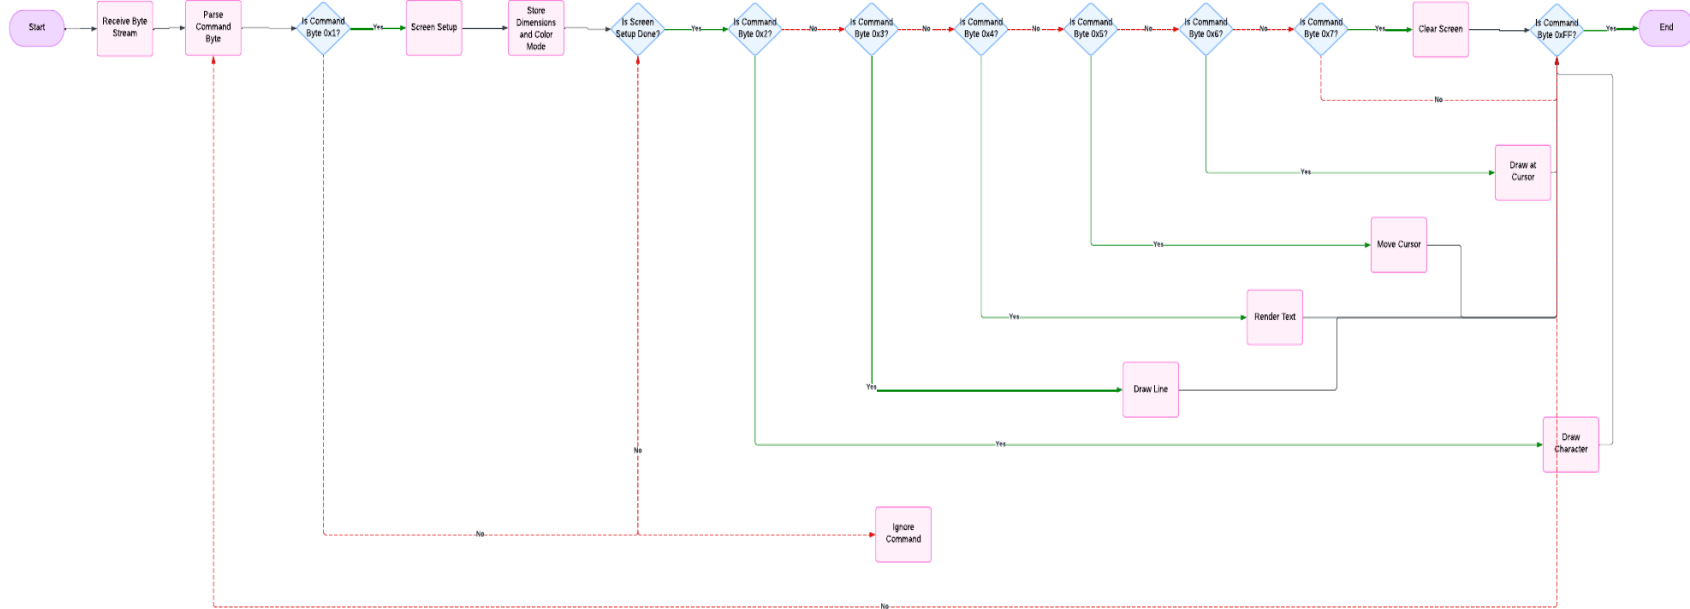 Start
Receive Byte
Stream
Parse
Command
Byte
Is Command
Byte 0x1?
Yes
Screen Setup
Store
Dimensions
and Color
Mode
Is Screen
Setup Done?
Yes
Is Command
Byte 0x2?
No
Is Command
Byte 0x3?
No
Is Command
Byte 0x4?
No
Is Command
Byte 0x5?
No
Is Command
Byte 0x6?
No
Is Command
Byte 0x7?
Yes
Clear Screen
Is Command
Byte 0xFF?
Yes
End
No
Yes
Draw at
Cursor
Yes
Move Cursor
Yes
Render Text
Yes
Draw Line
Yes
Draw
Character
No
No
Ignore
Command
No